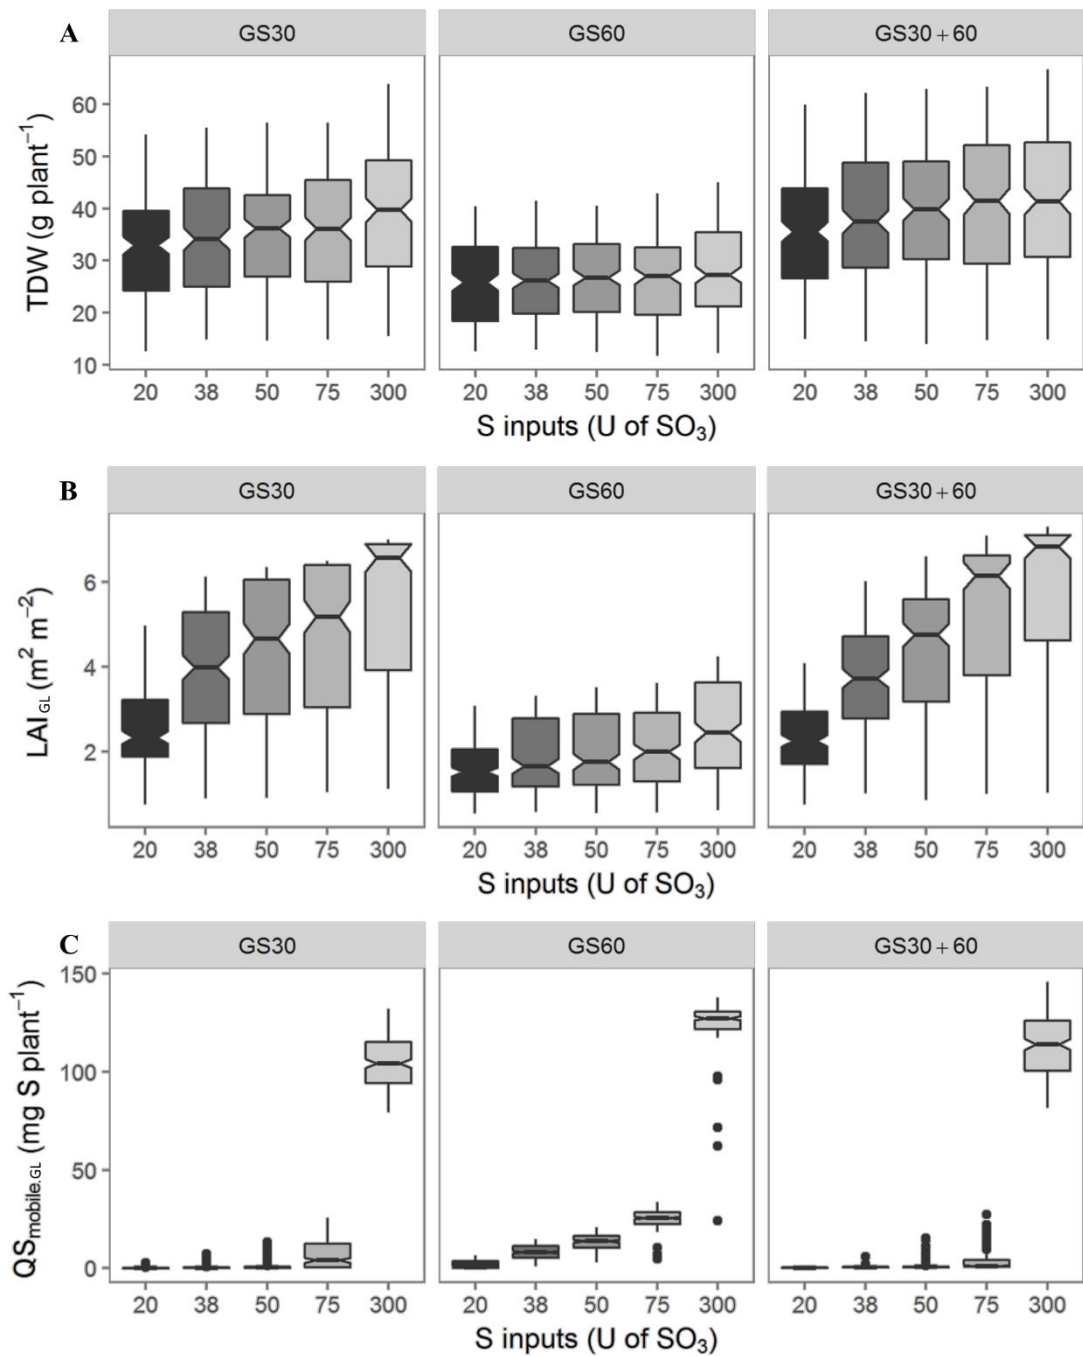 A
GS30 GS60 GS30 + 60
TDW (g plant⁻¹)
60
50
40
30
20
10
20 38 50 75 300 20 38 50 75 300 20 38 50 75 300
S inputs (U of SO₃)
B
GS30 GS60 GS30 + 60
LAI_GL (m² m⁻²)
6
4
2
20 38 50 75 300 20 38 50 75 300 20 38 50 75 300
S inputs (U of SO₃)
C
GS30 GS60 GS30 + 60
QS_mobile.GL (mg S plant⁻¹)
150
100
50
0
20 38 50 75 300 20 38 50 75 300 20 38 50 75 300
S inputs (U of SO₃)